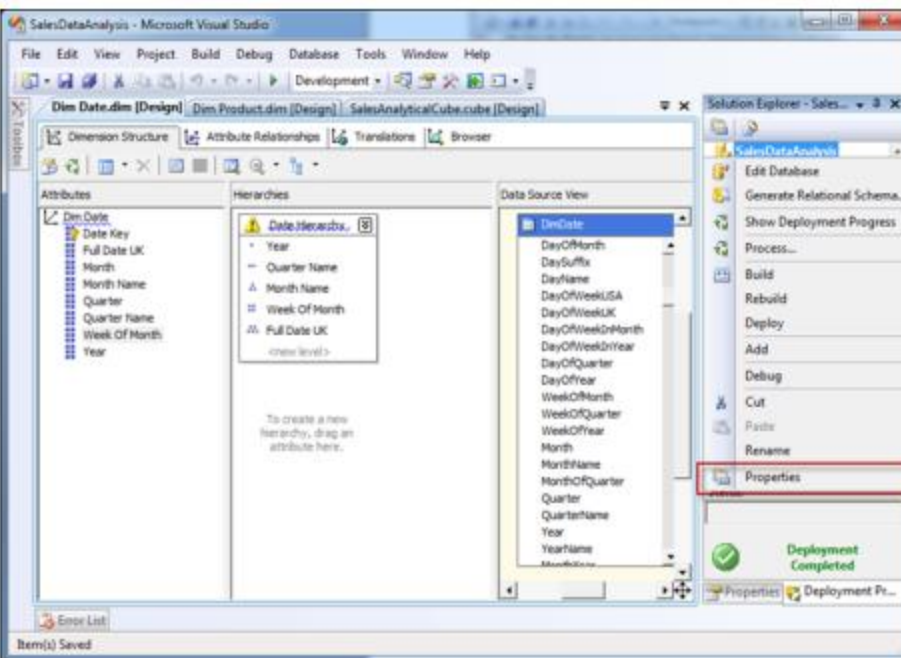 SalesDataAnalysis - Microsoft Visual Studio
File Edit View Project Build Debug Database Tools Window Help
Development
Dim Date.dim [Design] Dim Product.dim [Design] SalesAnalyticalCube.cube [Design]
Solution Explorer - Sales...
Toolbox
Dimension Structure Attribute Relationships Translations Browser
SalesDataAnalysis
Attributes
Dim Date
Date Key
Full Date UK
Month
Month Name
Quarter
Quarter Name
Week Of Month
Year
Hierarchies
Date Hierarchy
Year
Quarter Name
Month Name
Week Of Month
Full Date UK
<new level>
To create a new
hierarchy, drag an
attribute here.
Data Source View
DimDate
DayOfMonth
DaySuffix
DayName
DayOfWeekUSA
DayOfWeekUK
DayOfWeekInMonth
DayOfWeekInYear
DayOfQuarter
DayOfYear
WeekOfMonth
WeekOfQuarter
WeekOfYear
Month
MonthName
MonthOfQuarter
Quarter
QuarterName
Year
YearName
MonthYear
Edit Database
Generate Relational Schema.
Show Deployment Progress
Process...
Build
Rebuild
Deploy
Add
Debug
Cut
Paste
Rename
Properties
Deployment
Completed
Properties Deployment Pr...
Error List
Item(s) Saved